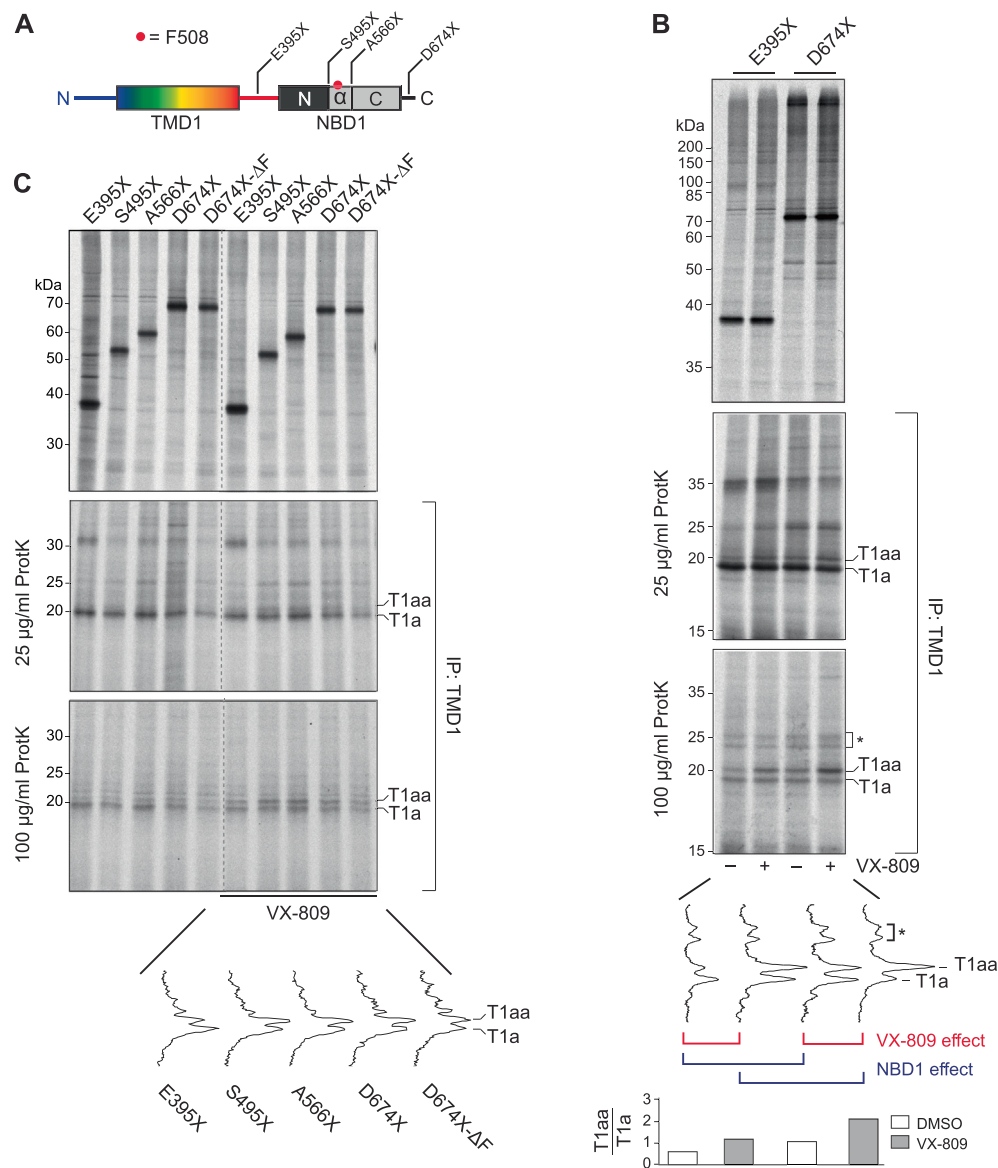 A
● = F508
E395X
S495X
A566X
D674X
N
N
α
C
C
TMD1
NBD1
B
E395X
D674X
kDa
200
150
100
85
70
60
50
40
35
25 µg/ml ProtK
35
25
20
15
T1aa
T1a
100 µg/ml ProtK
35
25
20
15
*
T1aa
T1a
IP: TMD1
– + – + VX-809
*
T1aa
T1a
VX-809 effect
NBD1 effect
T1aa
T1a
3
2
1
0
DMSO
VX-809
C
E395X
S495X
A566X
D674X
D674X-ΔF
E395X
S495X
A566X
D674X
D674X-ΔF
kDa
70
60
50
40
30
25 µg/ml ProtK
30
25
20
T1aa
T1a
100 µg/ml ProtK
35
30
25
20
T1aa
T1a
IP: TMD1
VX-809
T1aa
T1a
E395X
S495X
A566X
D674X
D674X-ΔF